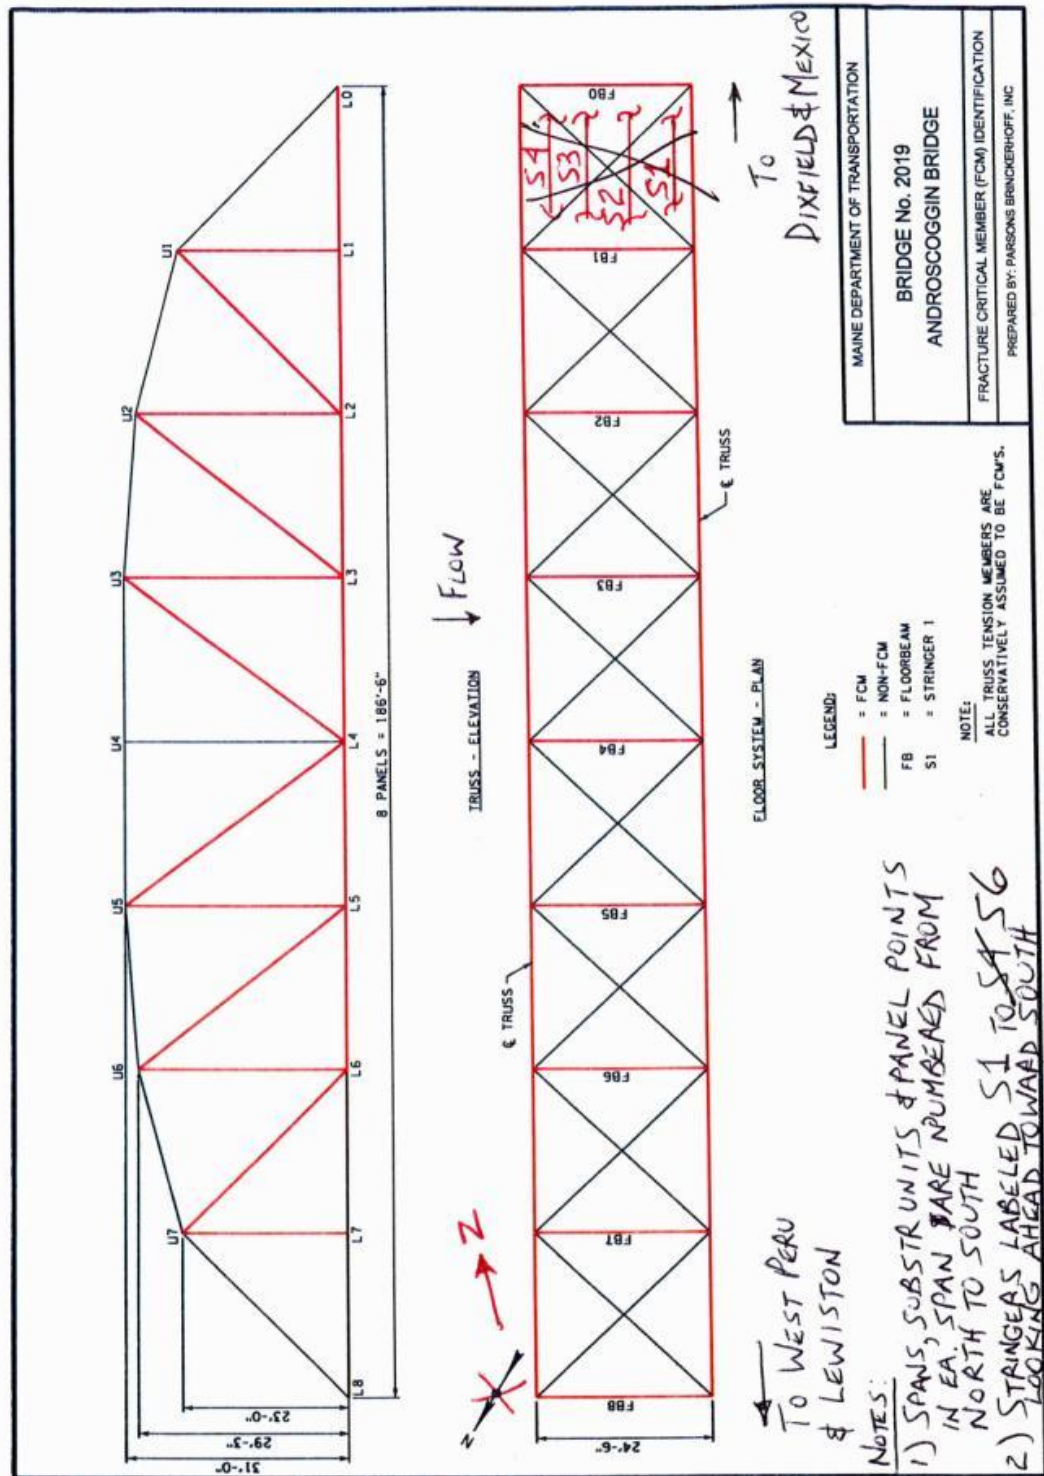 U1
U2
U3
U4
U5
U6
U7
L0
L1
L2
L3
L4
L5
L6
L7
L8
23'-0"
29'-3"
31'-0"
8 PANELS = 186'-6"
TRUSS - ELEVATION
↓ FLOW
N
N
FB0
FB1
FB2
FB3
FB4
FB5
FB6
FB7
FB8
S4
S3
S2
S1
24'-6"
℄ TRUSS
℄ TRUSS
TO
DIXFIELD & MEXICO
TO WEST PERU
& LEWISTON
FLOOR SYSTEM - PLAN
LEGEND:
= FCM
= NON-FCM
FB = FLOORBEAM
S1 = STRINGER 1
NOTE:
ALL TRUSS TENSION MEMBERS ARE
CONSERVATIVELY ASSUMED TO BE FCM'S.
NOTES:
1) SPANS, SUBSTR UNITS & PANEL POINTS
IN EA. SPAN ARE NUMBERED FROM
NORTH TO SOUTH
2) STRINGERS LABELED S1 TO S4 S6
LOOKING AHEAD TOWARD SOUTH
MAINE DEPARTMENT OF TRANSPORTATION
BRIDGE No. 2019
ANDROSCOGGIN BRIDGE
FRACTURE CRITICAL MEMBER (FCM) IDENTIFICATION
PREPARED BY: PARSONS BRINCKERHOFF, INC